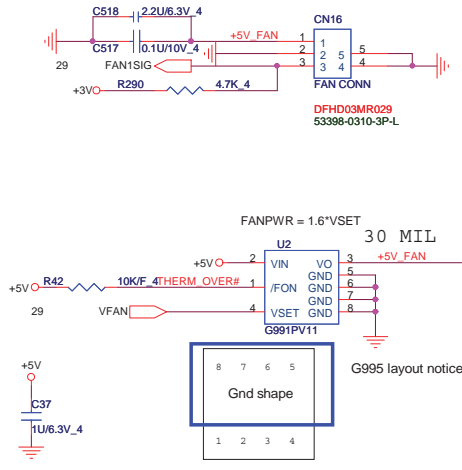 C518 2.2U/6.3V_4
CN16
+5V_FAN 1 1
C517 0.1U/10V_4
2 2 5 5
29 FAN1SIG 3 3 4 4
+3V R290 4.7K_4 FAN CONN
DFHD03MR029
53398-0310-3P-L
FANPWR = 1.6*VSET
U2 30 MIL
+5V 2 VIN VO 3 +5V_FAN
GND 5
+5V R42 10K/F_4 THERM_OVER# 1 /FON GND 6
GND 7
29 VFAN 4 VSET GND 8
G991PV11
+5V
8 7 6 5
G995 layout notice
Gnd shape
C37
1U/6.3V_4
1 2 3 4